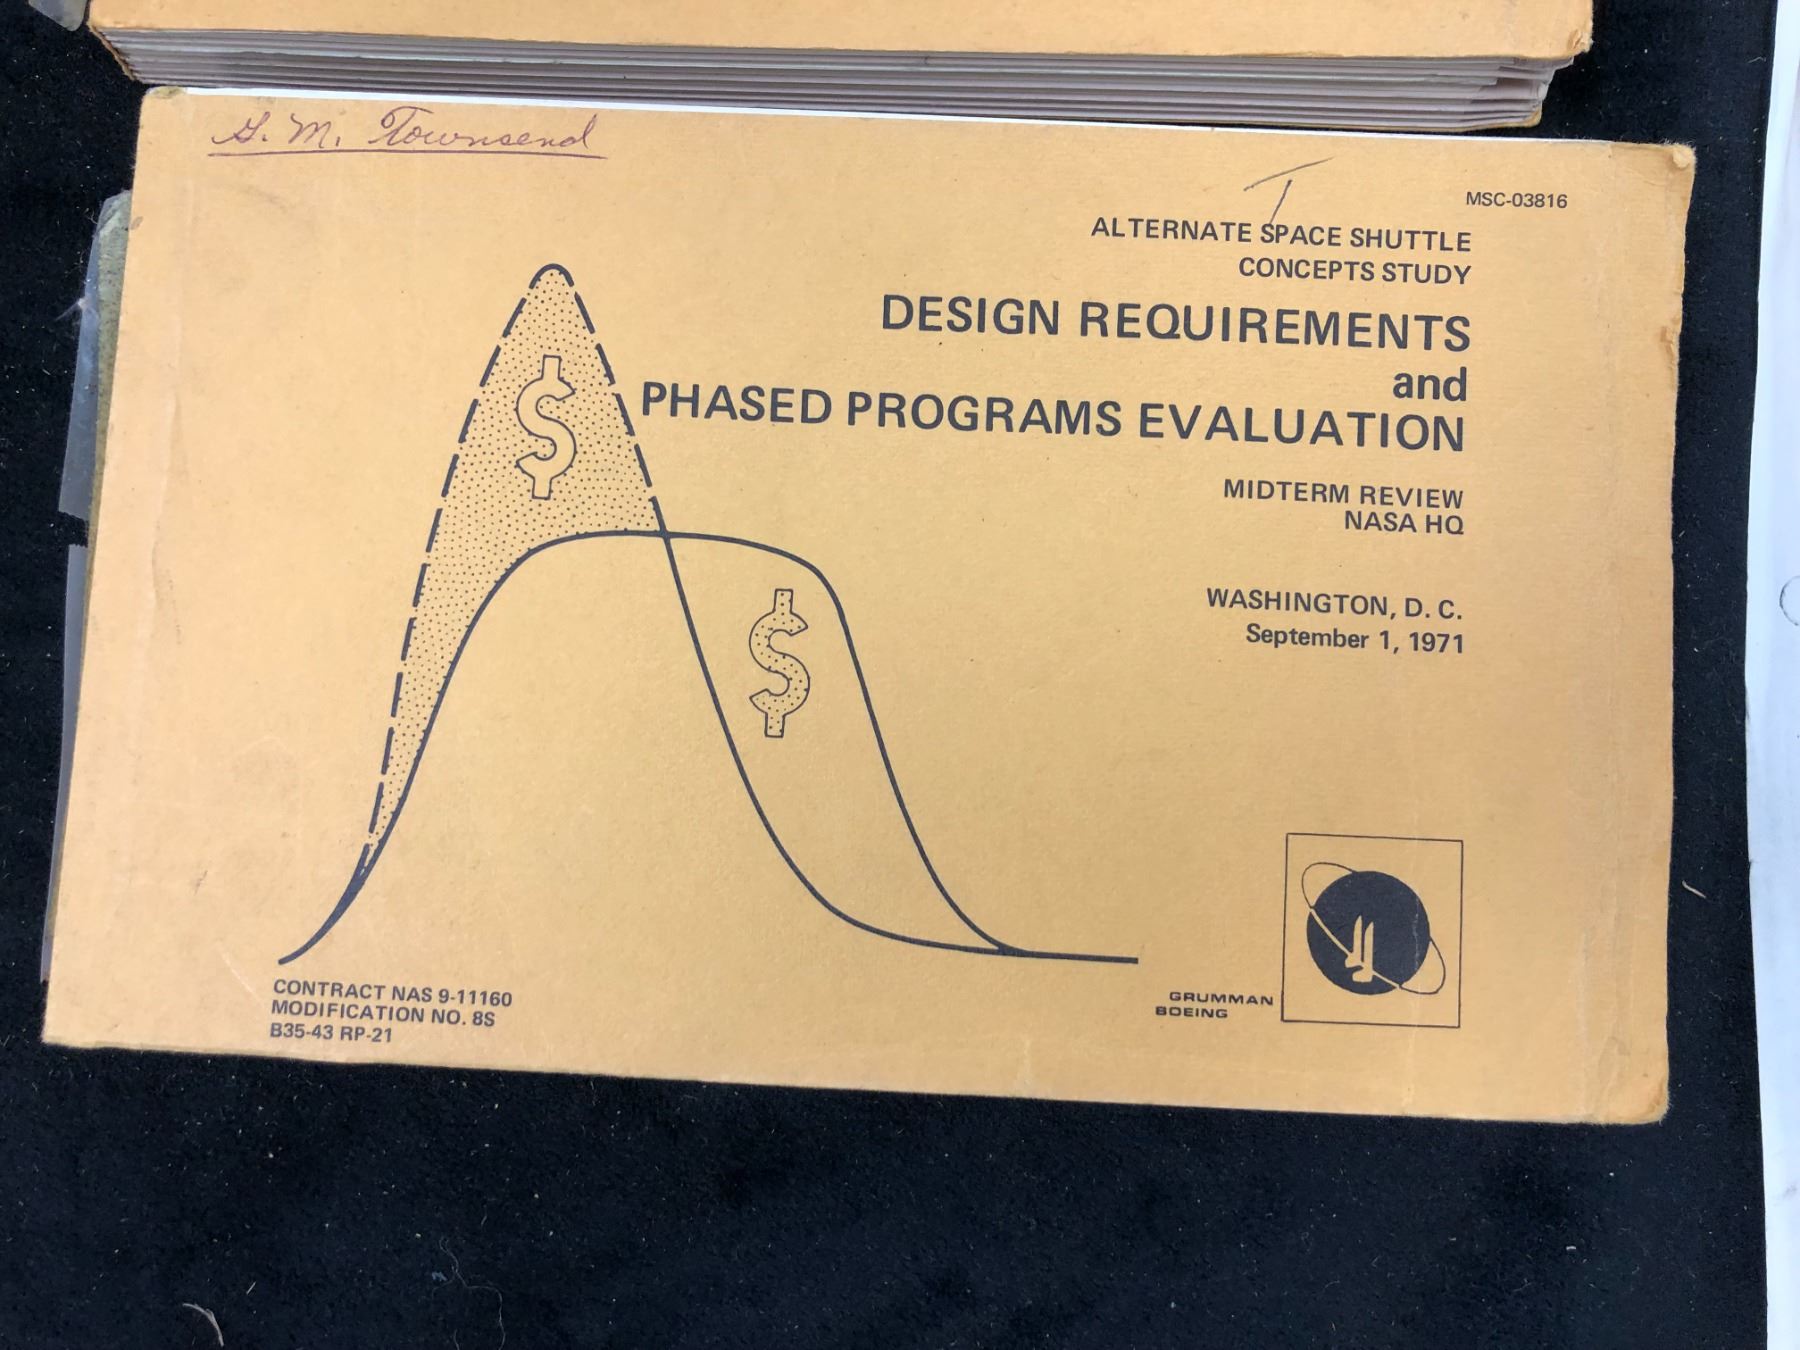 G. M. Townsend
T
MSC-03816
ALTERNATE SPACE SHUTTLE
CONCEPTS STUDY
DESIGN REQUIREMENTS
and
PHASED PROGRAMS EVALUATION
MIDTERM REVIEW
NASA HQ
WASHINGTON, D. C.
September 1, 1971
$
$
CONTRACT NAS 9-11160
MODIFICATION NO. 8S
B35-43 RP-21
GRUMMAN
BOEING